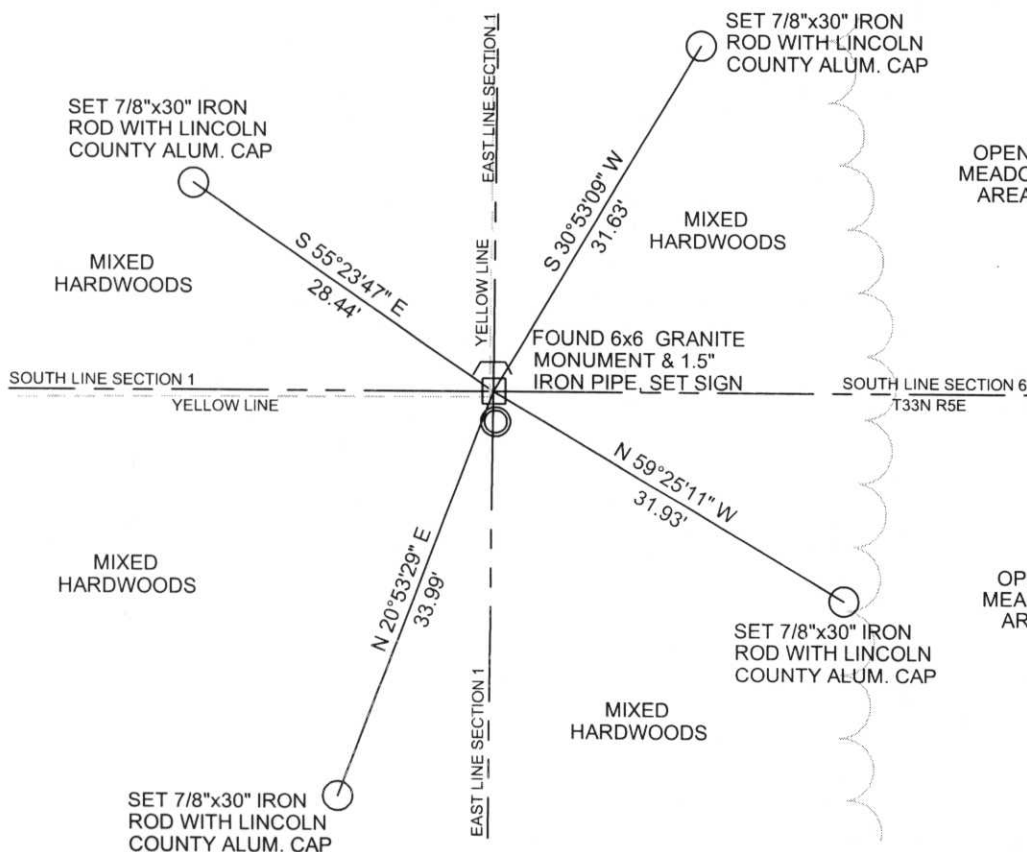 SET 7/8"x30" IRON
ROD WITH LINCOLN
COUNTY ALUM. CAP
SET 7/8"x30" IRON
ROD WITH LINCOLN
COUNTY ALUM. CAP
EAST LINE SECTION 1
OPEN
AREA
S 30°53'09" W
31.63'
MIXED
HARDWOODS
MIXED
HARDWOODS
S 55°23'47" E
28.44'
YELLOW LINE
FOUND 6x6 GRANITE
MONUMENT & 1.5"
IRON PIPE, SET SIGN
SOUTH LINE SECTION 1
YELLOW LINE
SOUTH LINE SECTION 6
T33N R5E
N 59°25'11" W
31.93'
MIXED
HARDWOODS
N 20°53'29" E
33.99'
SET 7/8"x30" IRON
ROD WITH LINCOLN
COUNTY ALUM. CAP
MIXED
HARDWOODS
EAST LINE SECTION 1
SET 7/8"x30" IRON
ROD WITH LINCOLN
COUNTY ALUM. CAP